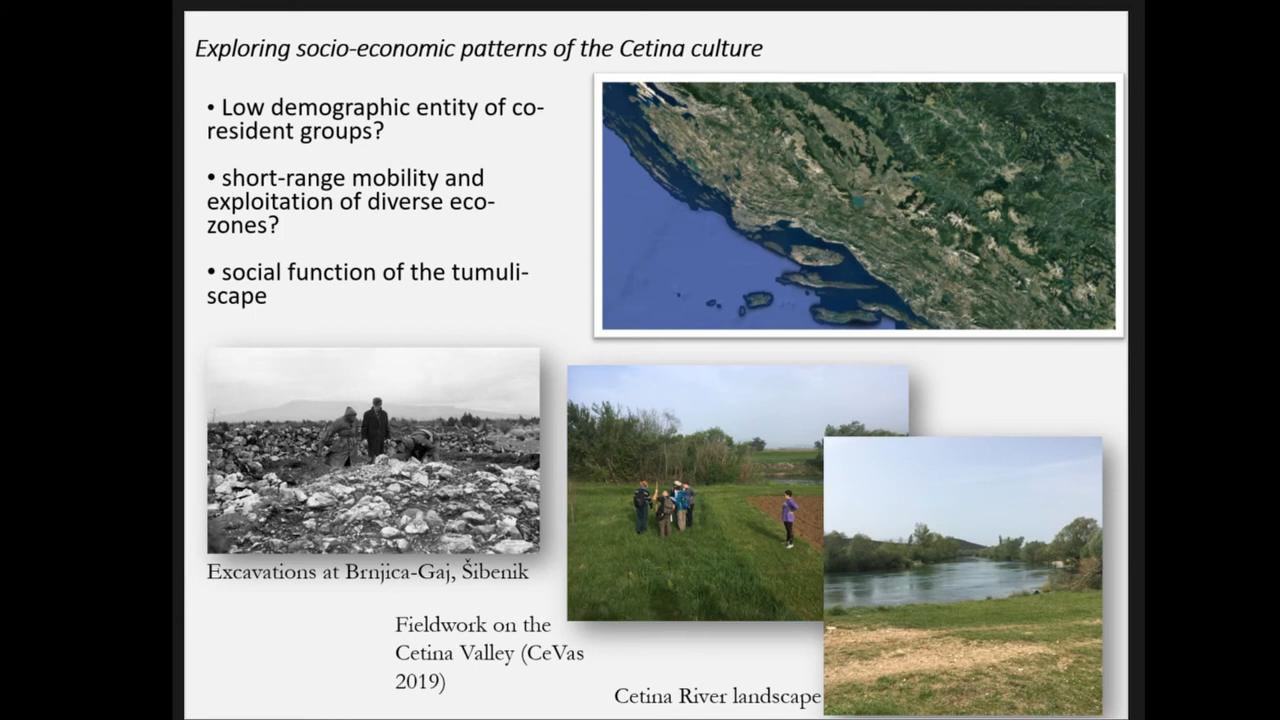 Exploring socio-economic patterns of the Cetina culture
• Low demographic entity of co-
resident groups?
• short-range mobility and
exploitation of diverse eco-
zones?
• social function of the tumuli-
scape
Excavations at Brnjica-Gaj, Šibenik
Fieldwork on the
Cetina Valley (CeVas
2019)
Cetina River landscape